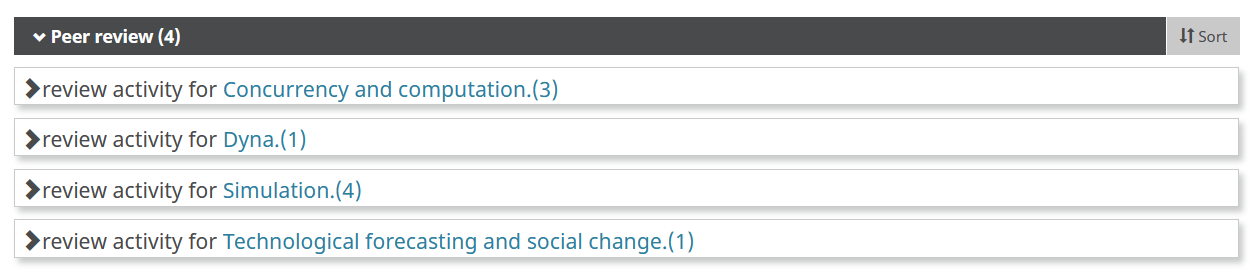 Peer review (4)
Sort
review activity for Concurrency and computation.(3)
review activity for Dyna.(1)
review activity for Simulation.(4)
review activity for Technological forecasting and social change.(1)